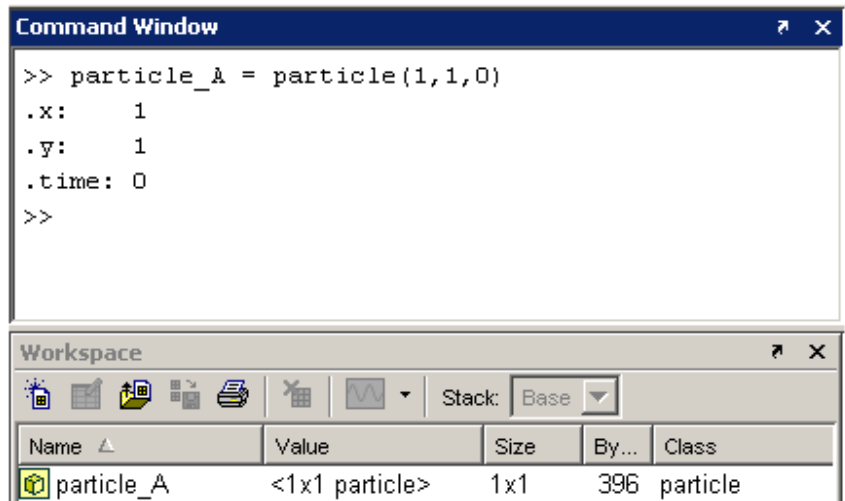 Command Window
>> particle_A = particle(1,1,0)
.x:    1
.y:    1
.time: 0
>>
Workspace
Stack: Base
Name Value Size By... Class
particle_A <1x1 particle> 1x1 396 particle